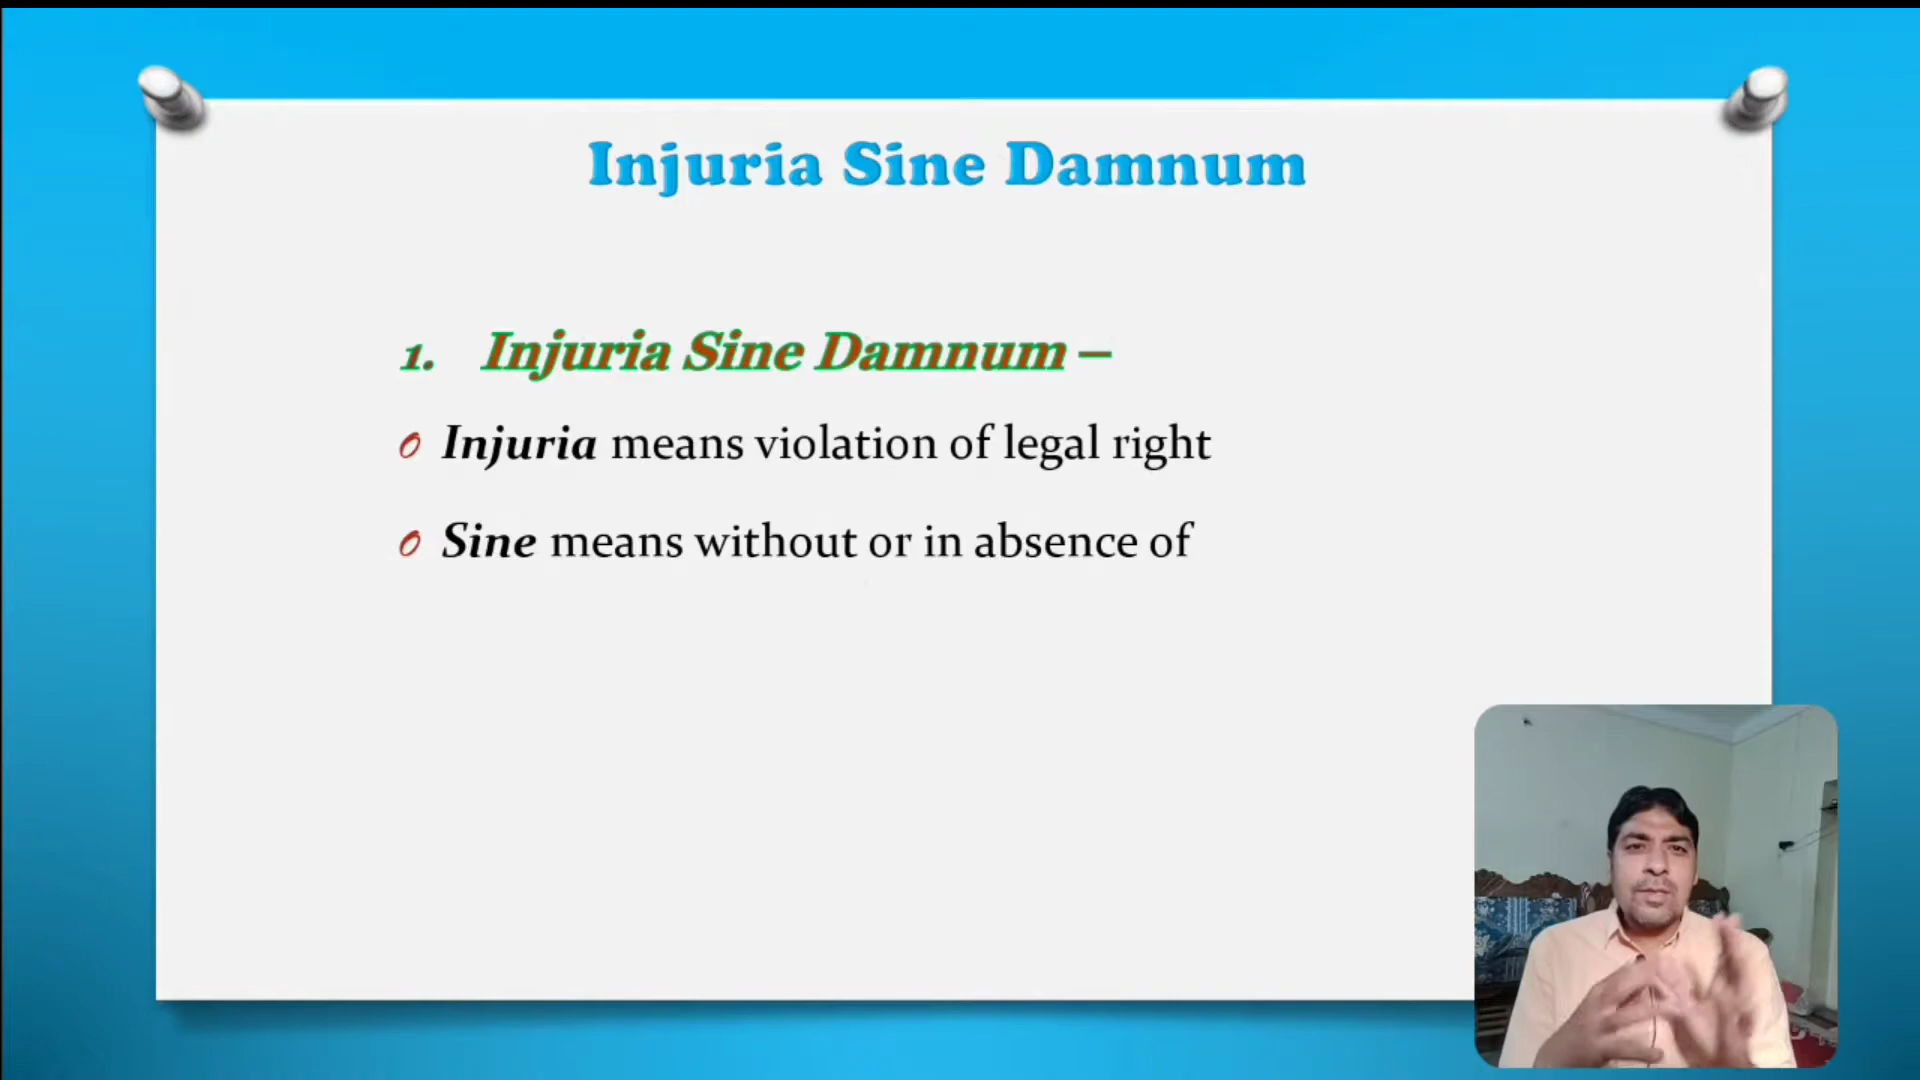 Injuria Sine Damnum
1. Injuria Sine Damnum –
Injuria means violation of legal right
Sine means without or in absence of